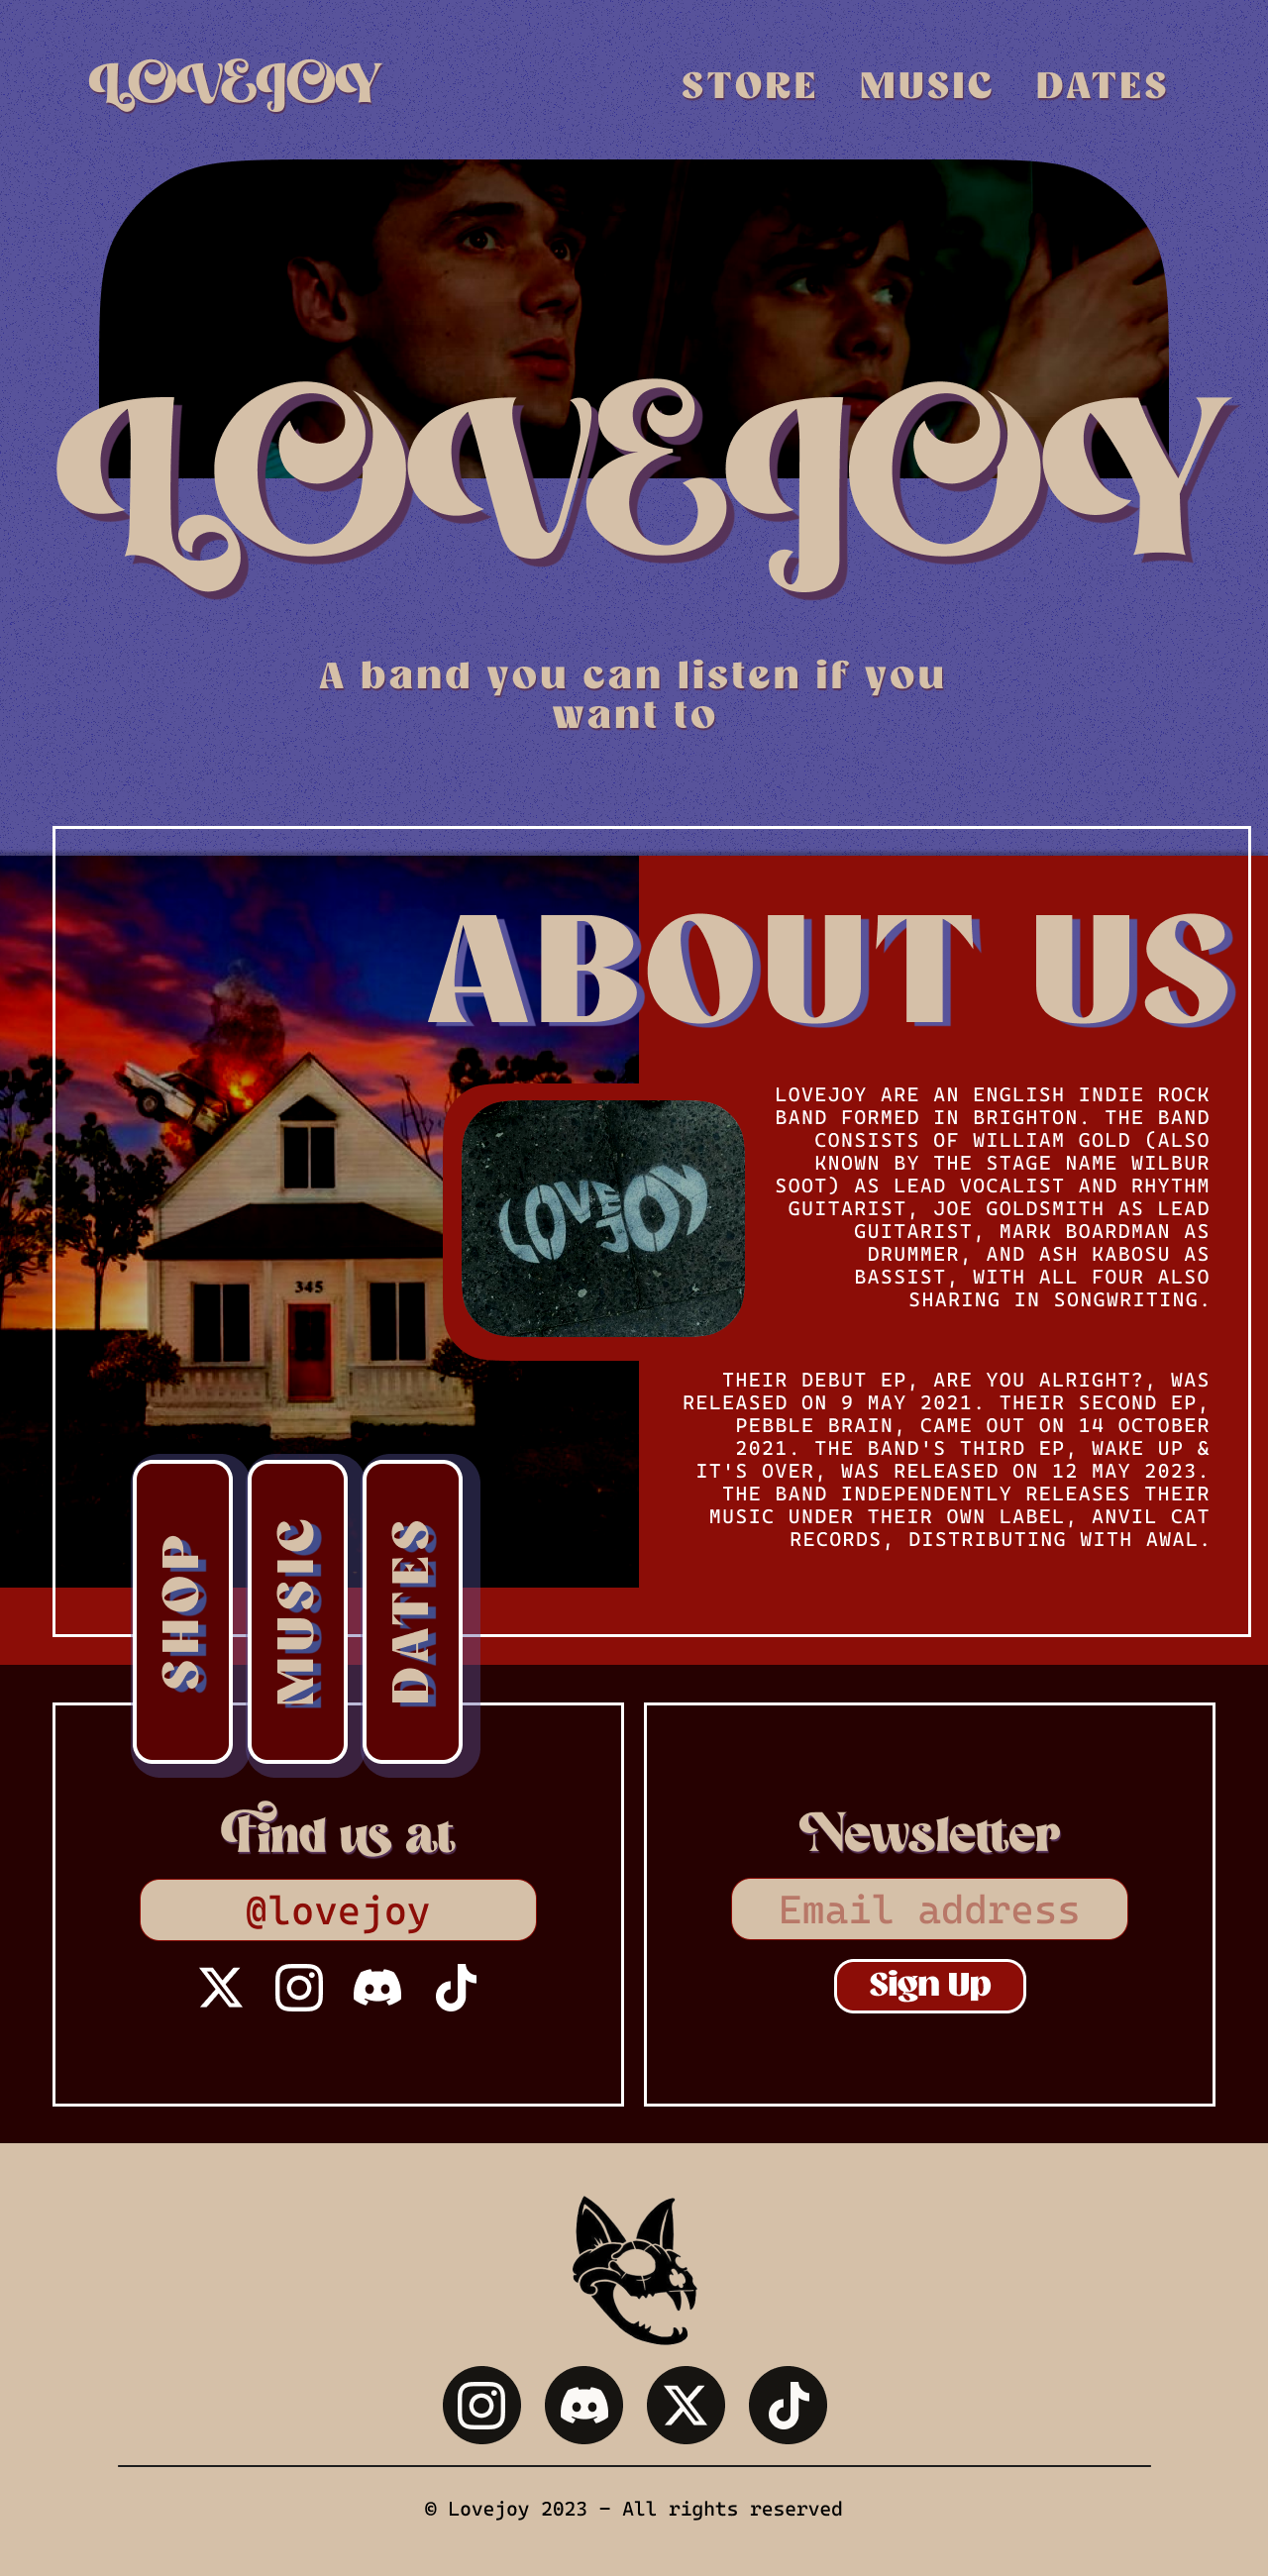 LOVEJOY
STORE MUSIC DATES
LOVEJOY
A band you can listen if you
want to
ABOUT US
LOVEJOY ARE AN ENGLISH INDIE ROCK
BAND FORMED IN BRIGHTON. THE BAND
CONSISTS OF WILLIAM GOLD (ALSO
KNOWN BY THE STAGE NAME WILBUR
SOOT) AS LEAD VOCALIST AND RHYTHM
GUITARIST, JOE GOLDSMITH AS LEAD
GUITARIST, MARK BOARDMAN AS
DRUMMER, AND ASH KABOSU AS
BASSIST, WITH ALL FOUR ALSO
SHARING IN SONGWRITING.
LOVEJOY
345
THEIR DEBUT EP, ARE YOU ALRIGHT?, WAS
RELEASED ON 9 MAY 2021. THEIR SECOND EP,
PEBBLE BRAIN, CAME OUT ON 14 OCTOBER
2021. THE BAND'S THIRD EP, WAKE UP &
IT'S OVER, WAS RELEASED ON 12 MAY 2023.
THE BAND INDEPENDENTLY RELEASES THEIR
MUSIC UNDER THEIR OWN LABEL, ANVIL CAT
RECORDS, DISTRIBUTING WITH AWAL.
SHOP
MUSIC
DATES
Find us at
@lovejoy
Newsletter
Email address
Sign Up
© Lovejoy 2023 – All rights reserved